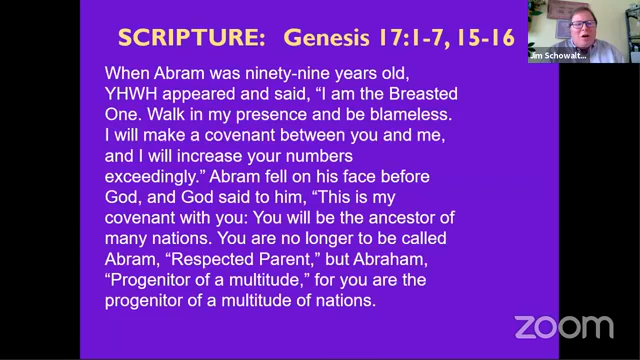 SCRIPTURE: Genesis 17:1-7, 15-16
Jim Schowalt...
When Abram was ninety-nine years old,
YHWH appeared and said, “I am the Breasted
One. Walk in my presence and be blameless.
I will make a covenant between you and me,
and I will increase your numbers
exceedingly.” Abram fell on his face before
God, and God said to him, “This is my
covenant with you: You will be the ancestor of
many nations. You are no longer to be called
Abram, “Respected Parent,” but Abraham,
“Progenitor of a multitude,” for you are the
progenitor of a multitude of nations.
zoom